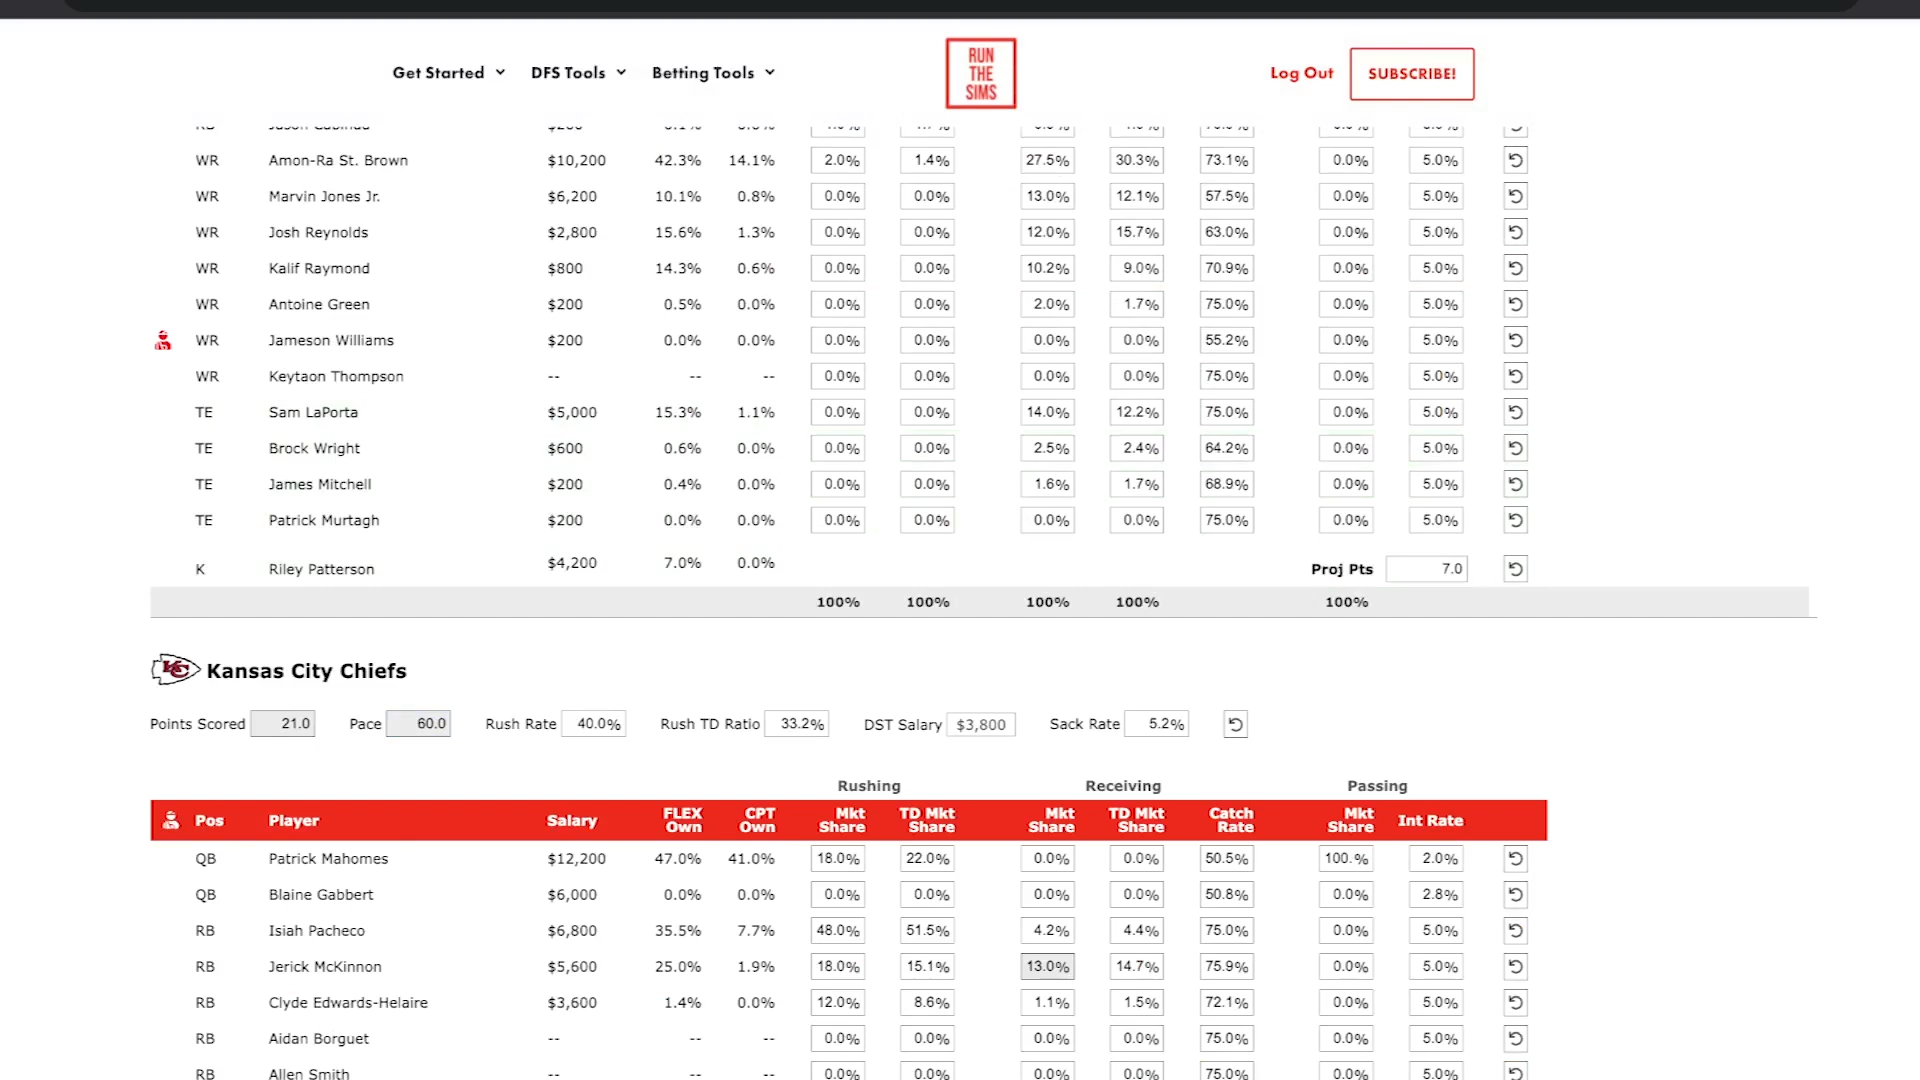 Get Started DFS Tools Betting Tools RUN THE SIMS Log Out SUBSCRIBE!
WR Amon-Ra St. Brown $10,200 42.3% 14.1% 2.0% 1.4% 27.5% 30.3% 73.1% 0.0% 5.0%
WR Marvin Jones Jr. $6,200 10.1% 0.8% 0.0% 0.0% 13.0% 12.1% 57.5% 0.0% 5.0%
WR Josh Reynolds $2,800 15.6% 1.3% 0.0% 0.0% 12.0% 15.7% 63.0% 0.0% 5.0%
WR Kalif Raymond $800 14.3% 0.6% 0.0% 0.0% 10.2% 9.0% 70.9% 0.0% 5.0%
WR Antoine Green $200 0.5% 0.0% 0.0% 0.0% 2.0% 1.7% 75.0% 0.0% 5.0%
WR Jameson Williams $200 0.0% 0.0% 0.0% 0.0% 0.0% 0.0% 55.2% 0.0% 5.0%
WR Keytaon Thompson -- -- -- 0.0% 0.0% 0.0% 0.0% 75.0% 0.0% 5.0%
TE Sam LaPorta $5,000 15.3% 1.1% 0.0% 0.0% 14.0% 12.2% 75.0% 0.0% 5.0%
TE Brock Wright $600 0.6% 0.0% 0.0% 0.0% 2.5% 2.4% 64.2% 0.0% 5.0%
TE James Mitchell $200 0.4% 0.0% 0.0% 0.0% 1.6% 1.7% 68.9% 0.0% 5.0%
TE Patrick Murtagh $200 0.0% 0.0% 0.0% 0.0% 0.0% 0.0% 75.0% 0.0% 5.0%
K Riley Patterson $4,200 7.0% 0.0% Proj Pts 7.0
100% 100% 100% 100% 100%
KC Kansas City Chiefs
Points Scored 21.0 Pace 60.0 Rush Rate 40.0% Rush TD Ratio 33.2% DST Salary $3,800 Sack Rate 5.2%
Rushing Receiving Passing
Pos Player Salary FLEX Own CPT Own Mkt Share TD Mkt Share Mkt Share TD Mkt Share Catch Rate Mkt Share Int Rate
QB Patrick Mahomes $12,200 47.0% 41.0% 18.0% 22.0% 0.0% 0.0% 50.5% 100.% 2.0%
QB Blaine Gabbert $6,000 0.0% 0.0% 0.0% 0.0% 0.0% 0.0% 50.8% 0.0% 2.8%
RB Isiah Pacheco $6,800 35.5% 7.7% 48.0% 51.5% 4.2% 4.4% 75.0% 0.0% 5.0%
RB Jerick McKinnon $5,600 25.0% 1.9% 18.0% 15.1% 13.0% 14.7% 75.9% 0.0% 5.0%
RB Clyde Edwards-Helaire $3,600 1.4% 0.0% 12.0% 8.6% 1.1% 1.5% 72.1% 0.0% 5.0%
RB Aidan Borguet -- -- -- 0.0% 0.0% 0.0% 0.0% 75.0% 0.0% 5.0%
RB Allen Smith -- -- -- 0.0% 0.0% 0.0% 0.0% 75.0% 0.0% 5.0%